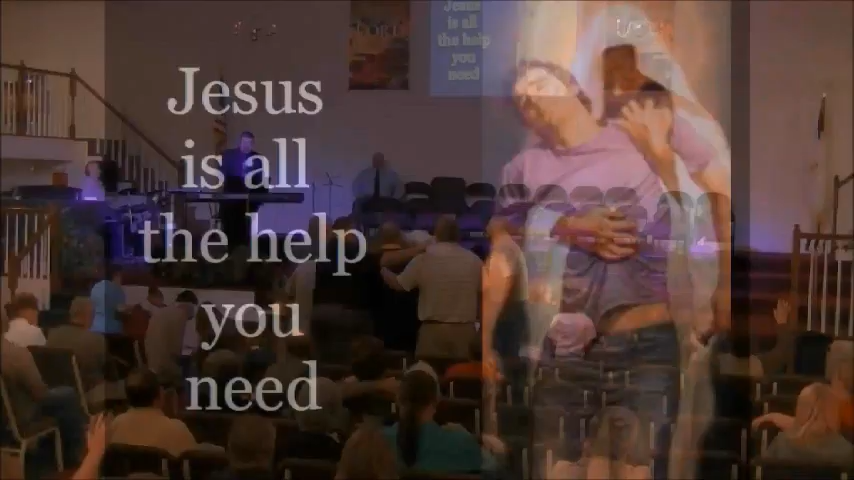 Jesus
is all
the help
you
need
Jesus
is all
the help
you
need